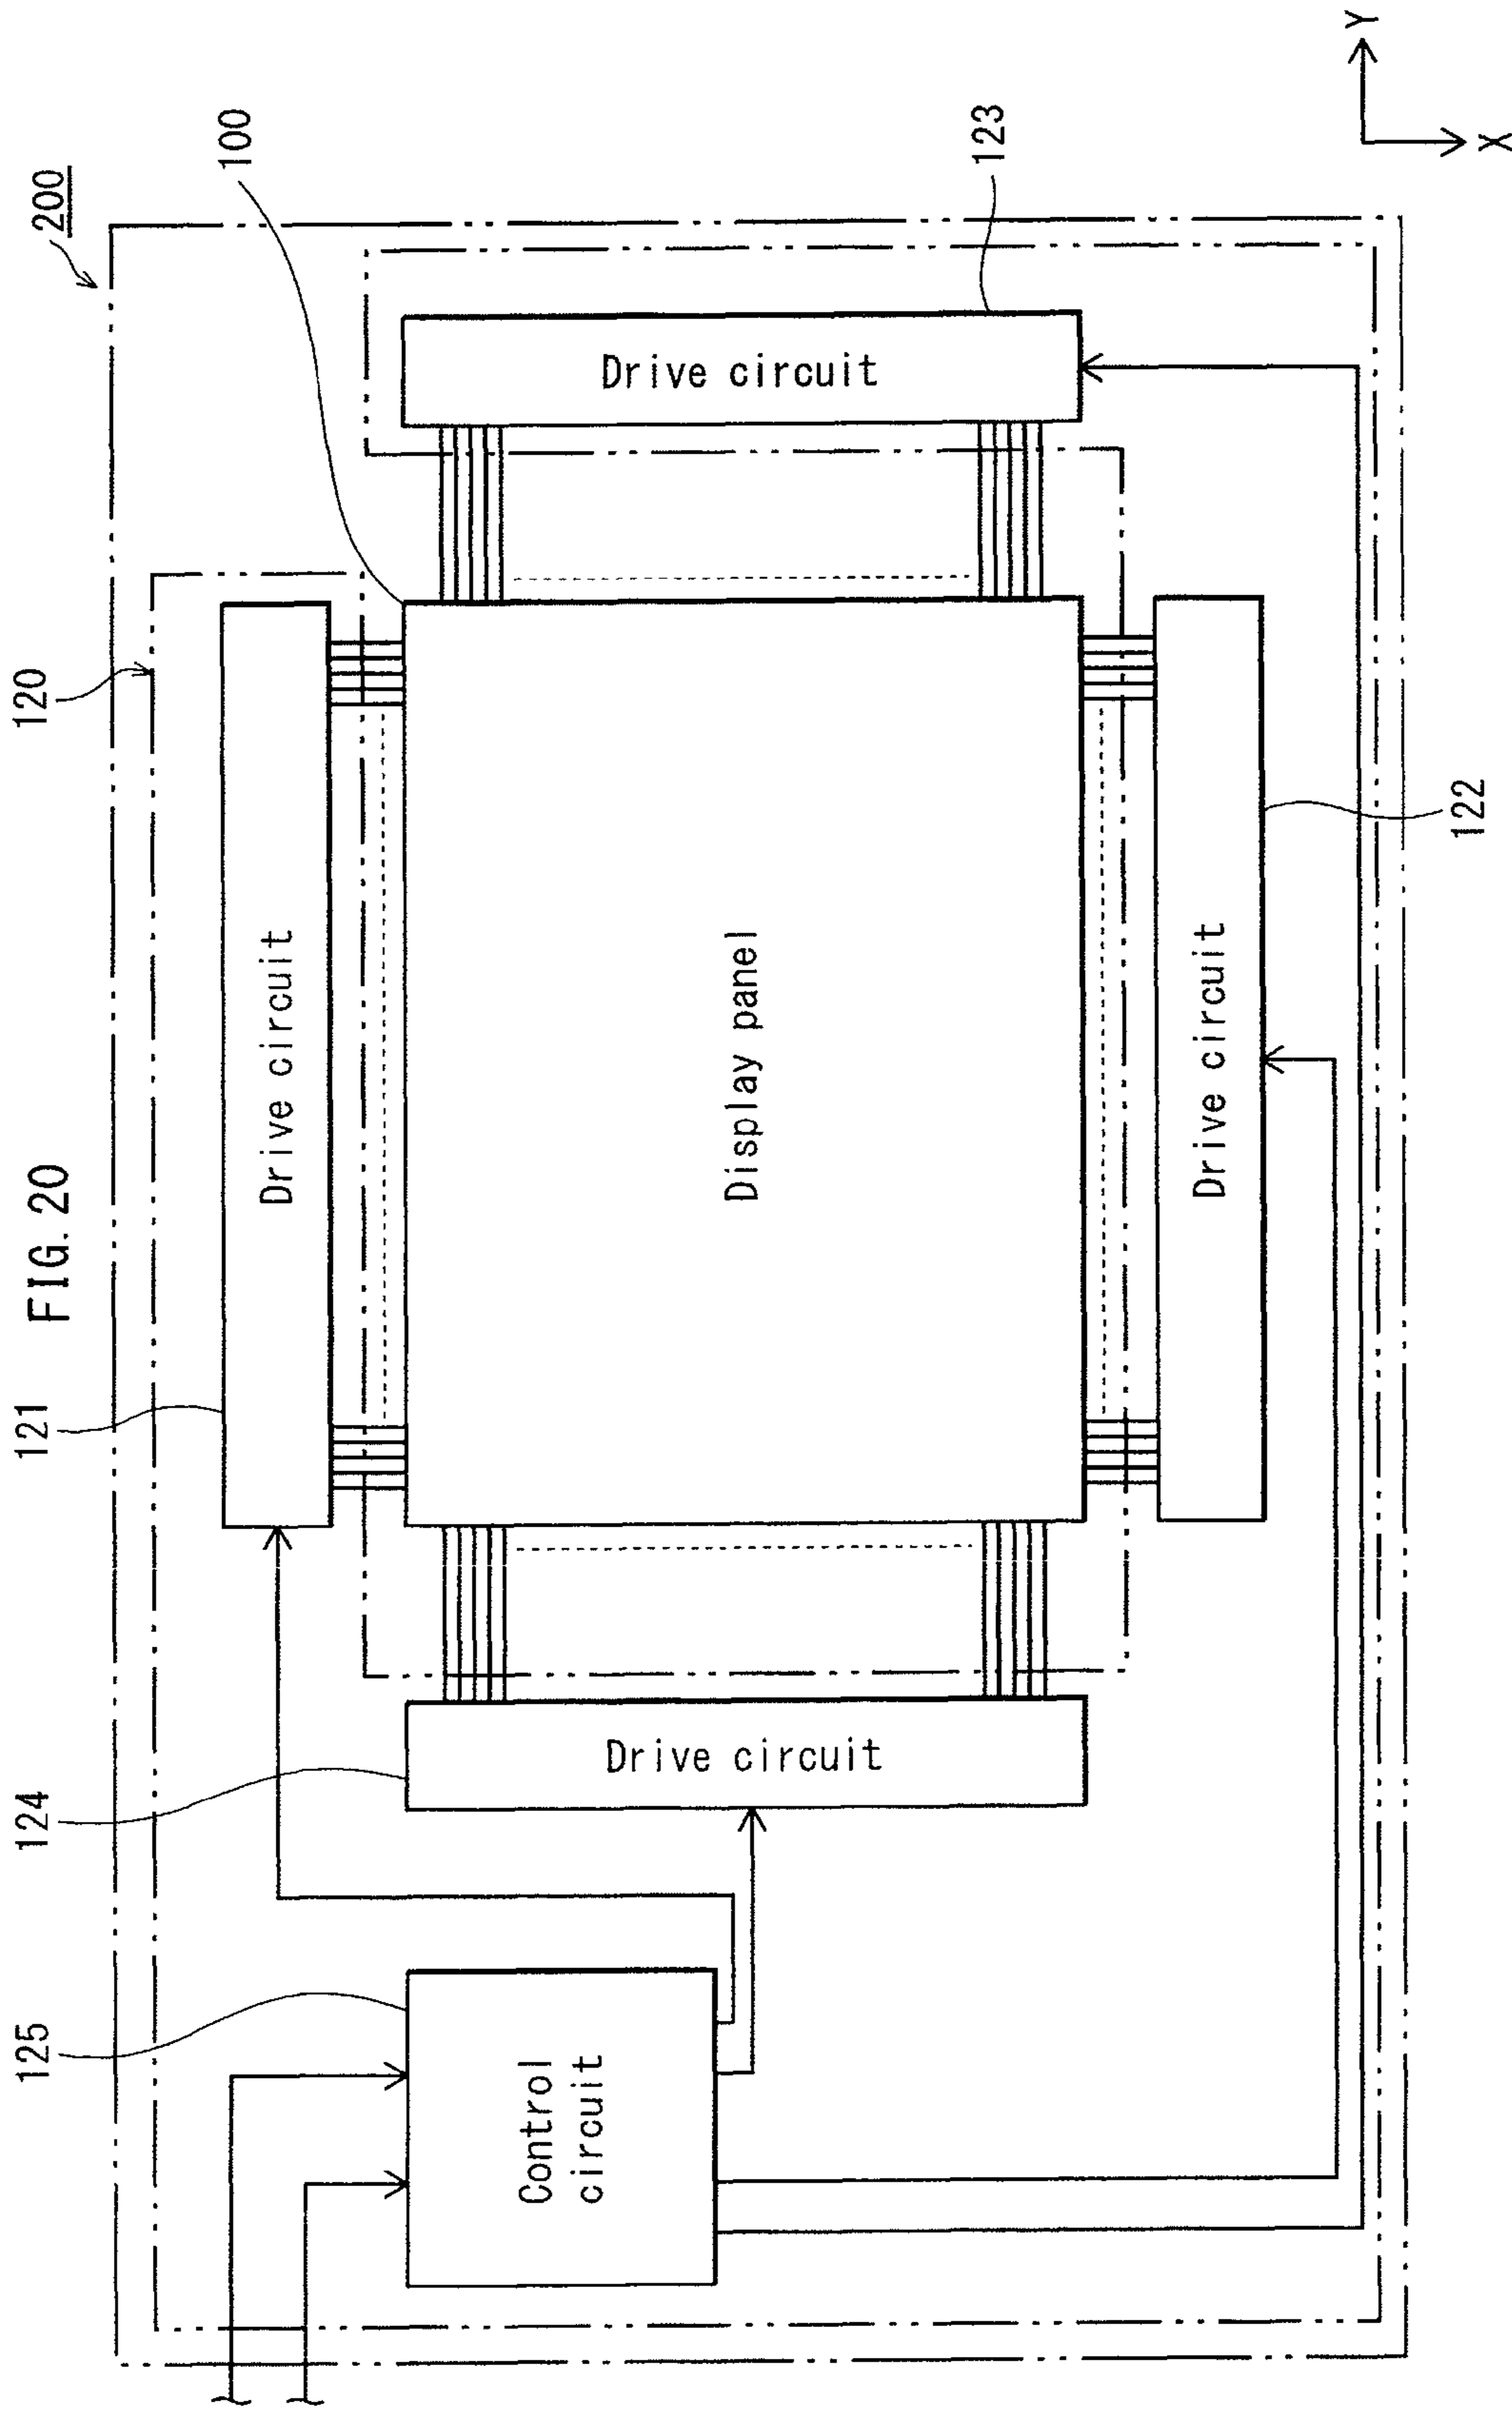 FIG. 20
200
120
121
Drive circuit
100
124
Drive circuit
Display panel
Drive circuit
123
125
Control
circuit
Drive circuit
122
Y
X